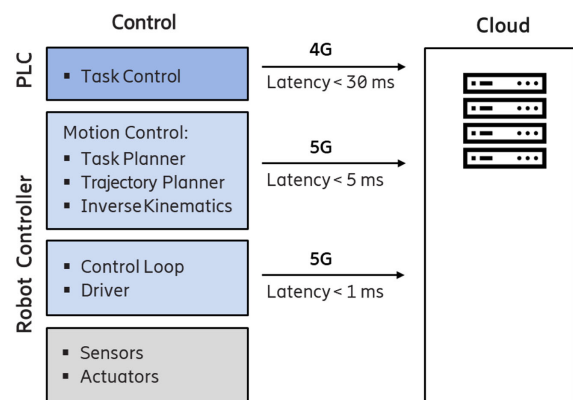 Control
Cloud
PLC
▪ Task Control
4G
Latency < 30 ms
Robot Controller
Motion Control:
▪ Task Planner
▪ Trajectory Planner
▪ Inverse Kinematics
5G
Latency < 5 ms
▪ Control Loop
▪ Driver
5G
Latency < 1 ms
▪ Sensors
▪ Actuators